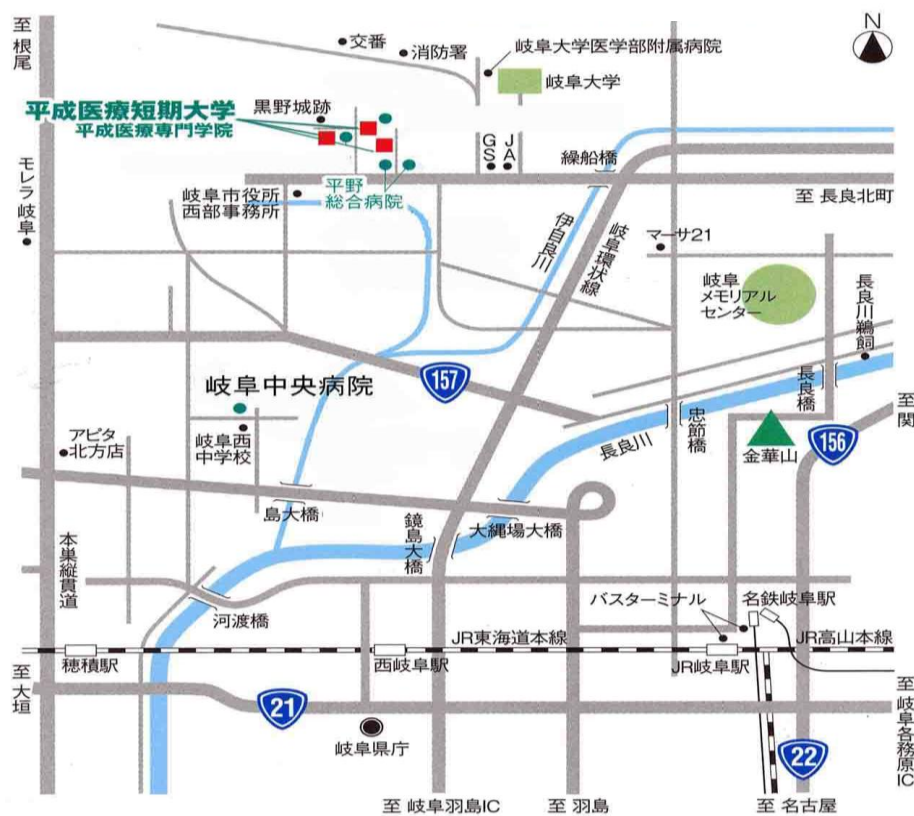 至 根尾
交番
消防署
岐阜大学医学部附属病院
岐阜大学
N
平成医療短期大学
平成医療専門学院
黒野城跡
GS
JA
繰船橋
モレラ岐阜
岐阜市役所
西部事務所
平野
総合病院
至 長良北町
伊自良川
岐阜環状線
マーサ21
岐阜
メモリアル
センター
長良川鵜飼
157
長良橋
至 関
岐阜中央病院
アピタ
北方店
岐阜西
中学校
長良川
忠節橋
金華山
156
島大橋
鏡島大橋
大縄場大橋
本巣縦貫道
河渡橋
バスターミナル
名鉄岐阜駅
JR東海道本線
JR高山本線
穂積駅
西岐阜駅
JR岐阜駅
至 大垣
21
岐阜県庁
22
至 岐阜各務原IC
至 岐阜羽島IC
至 羽島
至 名古屋